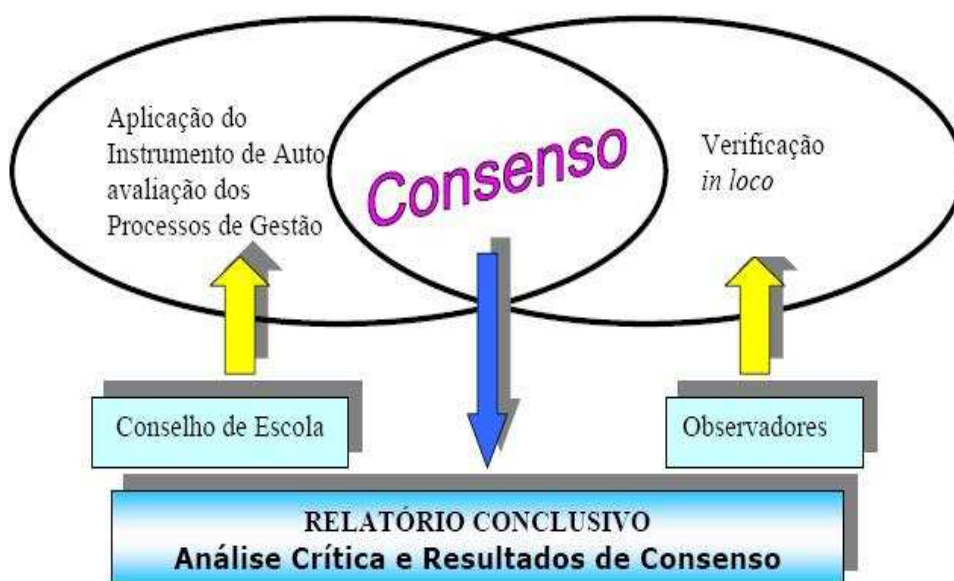 Aplicação do
Instrumento de Auto
avaliação dos
Processos de Gestão
Consenso
Verificação
in loco
Conselho de Escola
Observadores
RELATÓRIO CONCLUSIVO
Análise Crítica e Resultados de Consenso